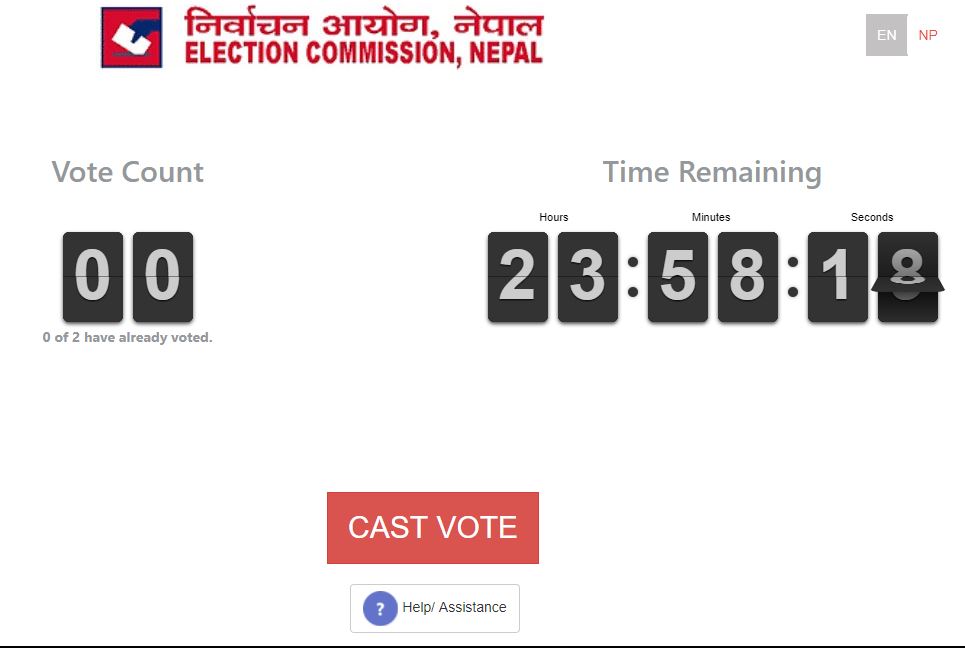 निर्वाचन आयोग, नेपाल
ELECTION COMMISSION, NEPAL
EN NP
Vote Count
Time Remaining
Hours Minutes Seconds
00
23:58:18
0 of 2 have already voted.
CAST VOTE
? Help/ Assistance